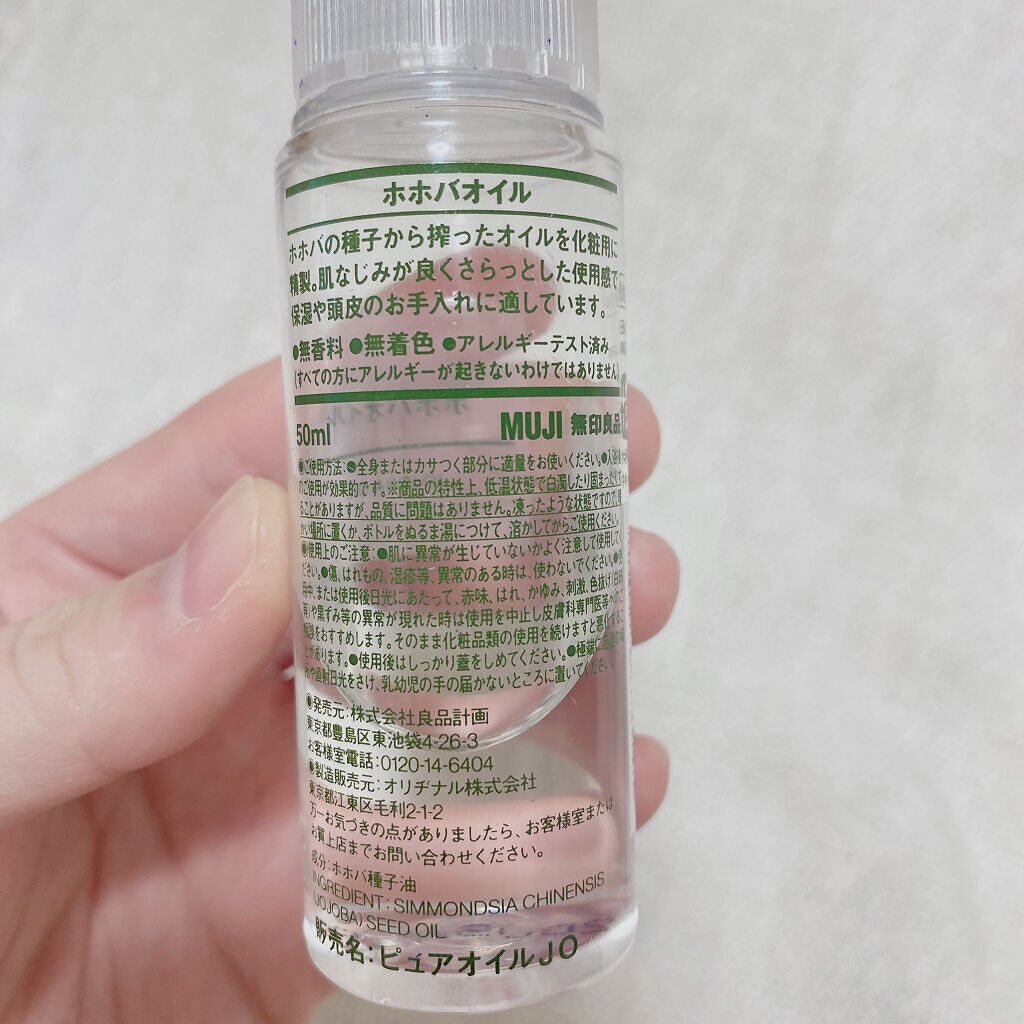 ホホバオイル
ホホバの種子から搾ったオイルを化粧用に
精製。肌なじみが良くさらっとした使用感で
保湿や頭皮のお手入れに適しています。
●無香料 ●無着色 ●アレルギーテスト済み
(すべての方にアレルギーが起きないわけではありません)
50ml MUJI 無印良品
●ご使用方法:●全身またはカサつく部分に適量をお使いください。●入浴
のご使用が効果的です。※商品の特性上、低温状態で白濁したり固まったり
ることがありますが、品質に問題はありません。凍ったような状態ですので、
かい場所に置くか、ボトルをぬるま湯につけて、溶かしてからご使用ください。
●使用上のご注意:●肌に異常が生じていないかよく注意して使用して
ださい。●傷、はれもの、湿疹等、異常のある時は、使わないでください。
用中、または使用後日光にあたって、赤味、はれ、かゆみ、刺激、色抜け(白斑
等)や黒ずみ等の異常が現れた時は使用を中止し皮膚科専門医等へのご
相談をおすすめします。そのまま化粧品類の使用を続けますと悪化するこ
とがあります。●使用後はしっかり蓋をしめてください。●極端に
や直射日光をさけ、乳幼児の手の届かないところに置いてください。
●発売元:株式会社良品計画
東京都豊島区東池袋4-26-3
お客様室電話:0120-14-6404
●製造販売元:オリヂナル株式会社
東京都江東区毛利2-1-2
万一お気づきの点がありましたら、お客様室または
お買上店までお問い合わせください。
成分:ホホバ種子油
INGREDIENT:SIMMONDSIA CHINENSIS
(JOJOBA) SEED OIL
販売名:ピュアオイルJO